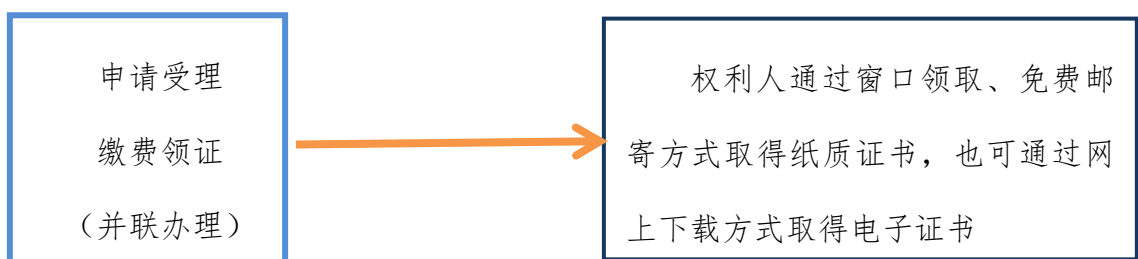 申请受理
缴费领证
（并联办理）
权利人通过窗口领取、免费邮
寄方式取得纸质证书，也可通过网
上下载方式取得电子证书